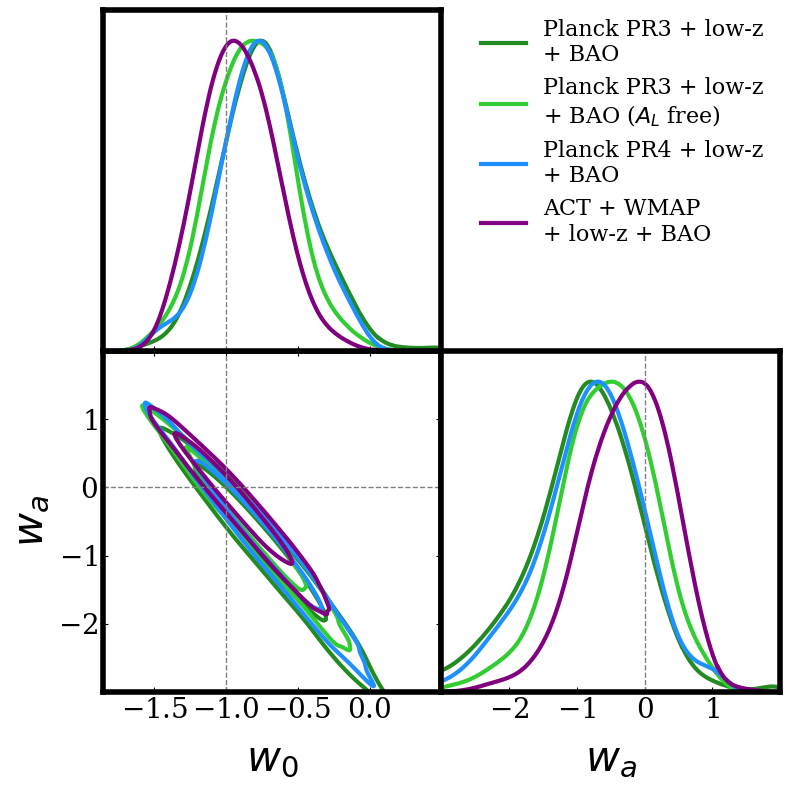 Planck PR3 + low-z
+ BAO
Planck PR3 + low-z
+ BAO (A_L free)
Planck PR4 + low-z
+ BAO
ACT + WMAP
+ low-z + BAO
1
0
−1
−2
w_a
−1.5 −1.0 −0.5 0.0
−2 −1 0 1
w_0
w_a